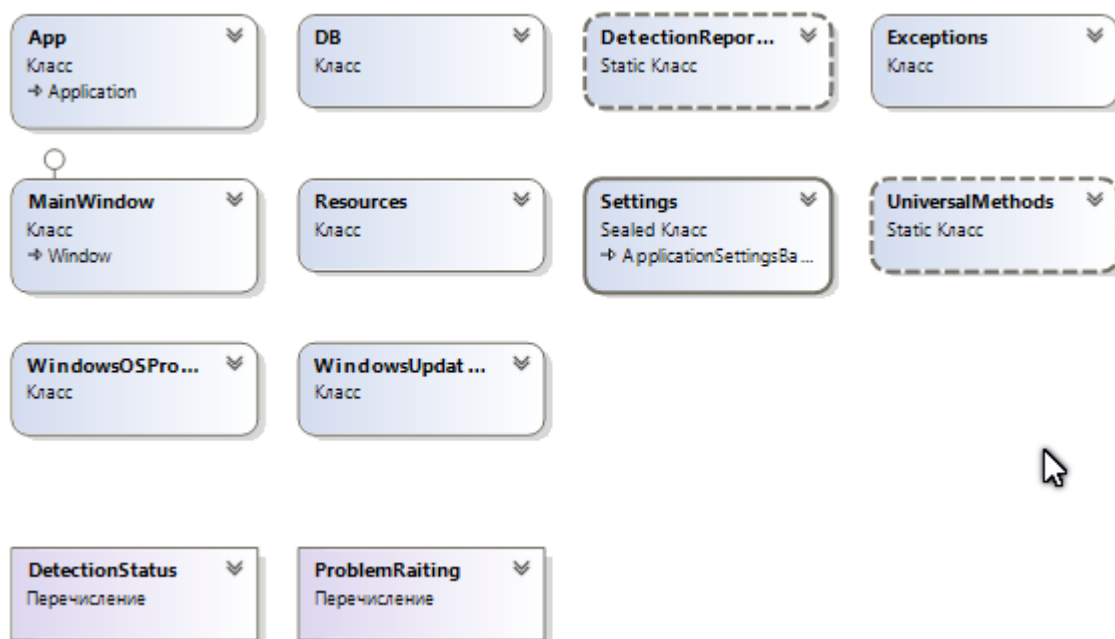 App
Класс
Application
DB
Класс
DetectionRepor...
Static Класс
Exceptions
Класс
MainWindow
Класс
Window
Resources
Класс
Settings
Sealed Класс
ApplicationSettingsBa...
UniversalMethods
Static Класс
WindowsOSPro...
Класс
WindowsUpdat...
Класс
DetectionStatus
Перечисление
ProblemRaiting
Перечисление